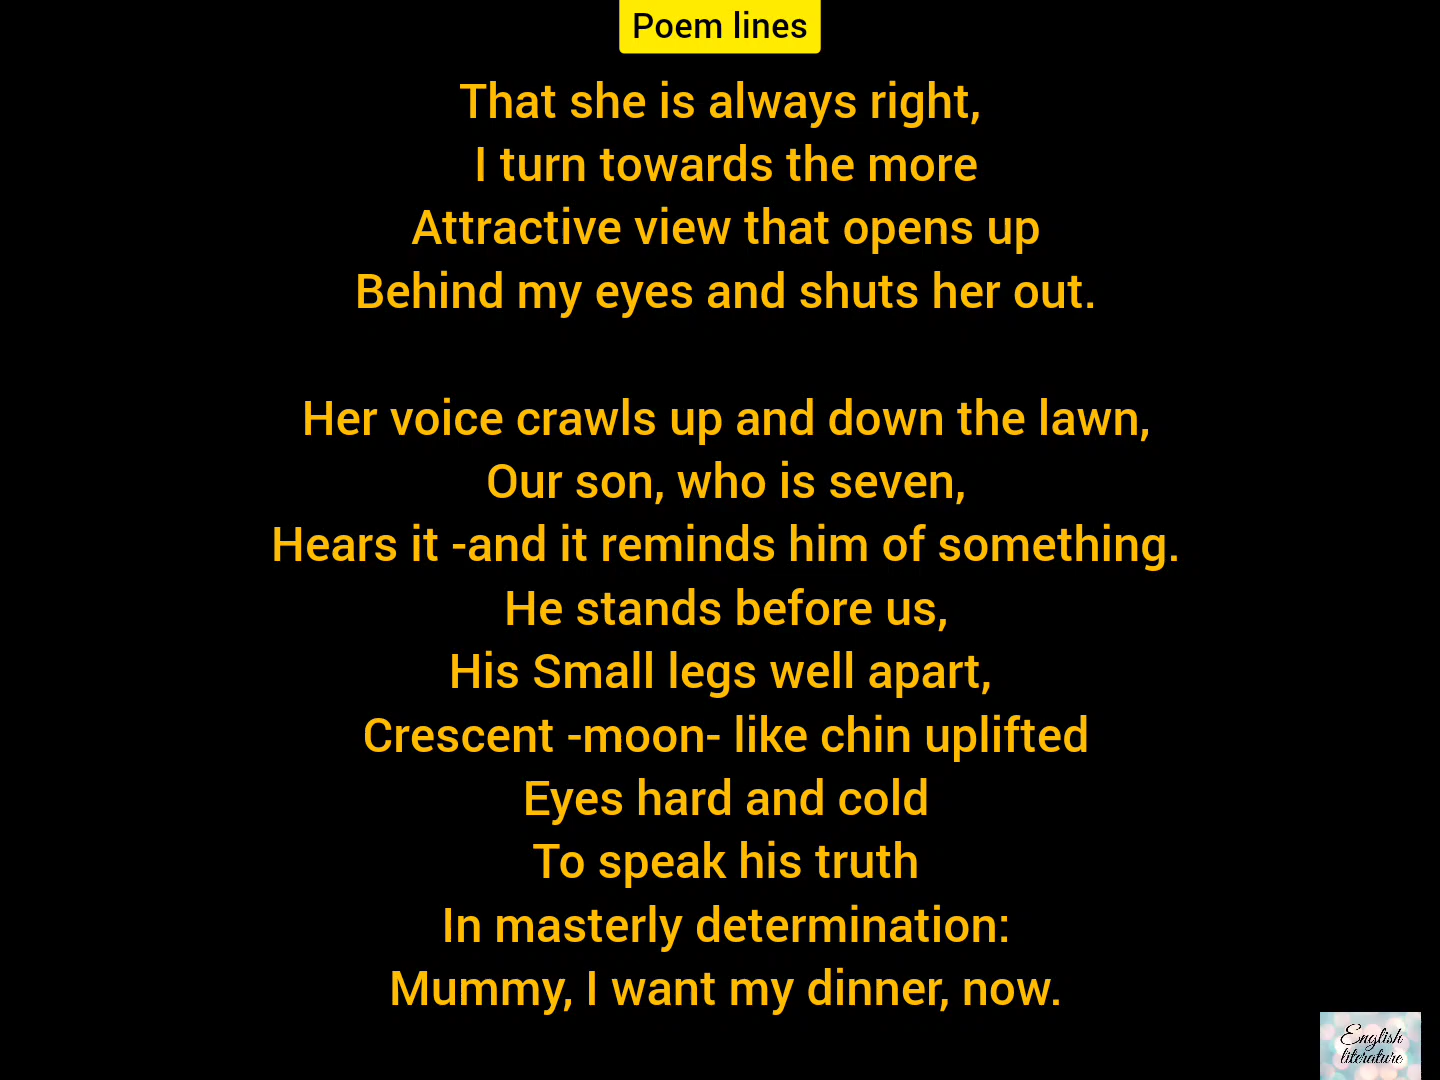 Poem lines
That she is always right,
I turn towards the more
Attractive view that opens up
Behind my eyes and shuts her out.
Her voice crawls up and down the lawn,
Our son, who is seven,
Hears it -and it reminds him of something.
He stands before us,
His Small legs well apart,
Crescent -moon- like chin uplifted
Eyes hard and cold
To speak his truth
In masterly determination:
Mummy, I want my dinner, now.
English
literature